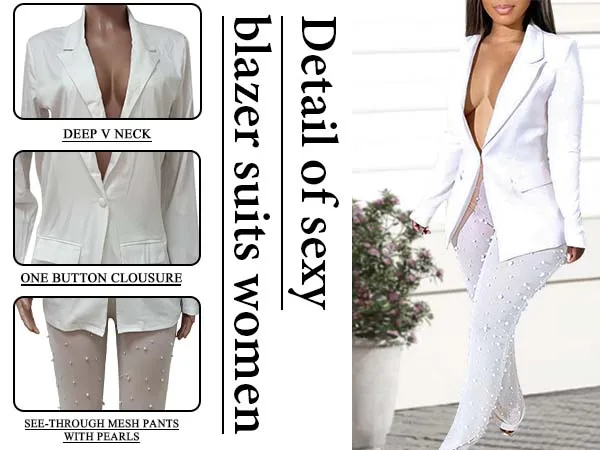 DEEP V NECK
ONE BUTTON CLOUSURE
SEE-THROUGH MESH PANTS
WITH PEARLS
Detail of sexy
blazer suits women